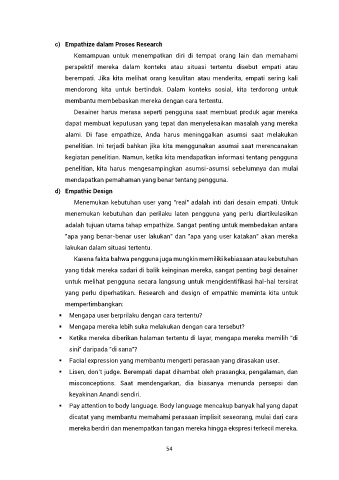 c) Empathize dalam Proses Research
Kemampuan untuk menempatkan diri di tempat orang lain dan memahami
perspektif mereka dalam konteks atau situasi tertentu disebut empati atau
berempati. Jika kita melihat orang kesulitan atau menderita, empati sering kali
mendorong kita untuk bertindak. Dalam konteks sosial, kita terdorong untuk
membantu membebaskan mereka dengan cara tertentu.
Desainer harus merasa seperti pengguna saat membuat produk agar mereka
dapat membuat keputusan yang tepat dan menyelesaikan masalah yang mereka
alami. Di fase empathize, Anda harus meninggalkan asumsi saat melakukan
penelitian. Ini terjadi bahkan jika kita menggunakan asumsi saat merencanakan
kegiatan penelitian. Namun, ketika kita mendapatkan informasi tentang pengguna
penelitian, kita harus mengesampingkan asumsi-asumsi sebelumnya dan mulai
mendapatkan pemahaman yang benar tentang pengguna.
d) Empathic Design
Menemukan kebutuhan user yang "real" adalah inti dari desain empati. Untuk
menemukan kebutuhan dan perilaku laten pengguna yang perlu diartikulasikan
adalah tujuan utama tahap empathize. Sangat penting untuk membedakan antara
"apa yang benar-benar user lakukan" dan "apa yang user katakan" akan mereka
lakukan dalam situasi tertentu.
Karena fakta bahwa pengguna juga mungkin memiliki kebiasaan atau kebutuhan
yang tidak mereka sadari di balik keinginan mereka, sangat penting bagi desainer
untuk melihat pengguna secara langsung untuk mengidentifikasi hal-hal tersirat
yang perlu diperhatikan. Research and design of empathic meminta kita untuk
mempertimbangkan:
▪ Mengapa user berprilaku dengan cara tertentu?
▪ Mengapa mereka lebih suka melakukan dengan cara tersebut?
▪ Ketika mereka diberikan halaman tertentu di layar, mengapa mereka memilih "di
sini" daripada "di sana"?
▪ Facial expression yang membantu mengerti perasaan yang dirasakan user.
▪ Lisen, don't judge. Berempati dapat dihambat oleh prasangka, pengalaman, dan
misconceptions. Saat mendengarkan, dia biasanya menunda persepsi dan
keyakinan Anandi sendiri.
▪ Pay attention to body language. Body language mencakup banyak hal yang dapat
dicatat yang membantu memahami perasaan implisit seseorang, mulai dari cara
mereka berdiri dan menempatkan tangan mereka hingga ekspresi terkecil mereka.
54